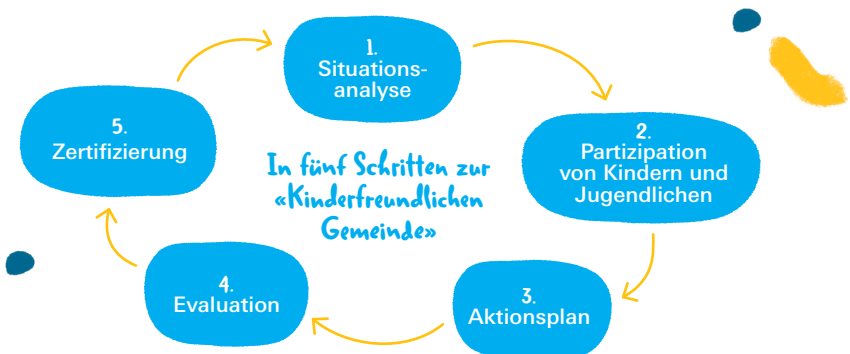 1.
Situations-
analyse
2.
Partizipation
von Kindern und
Jugendlichen
3.
Aktionsplan
4.
Evaluation
5.
Zertifizierung
In fünf Schritten zur
«Kinderfreundlichen
Gemeinde»